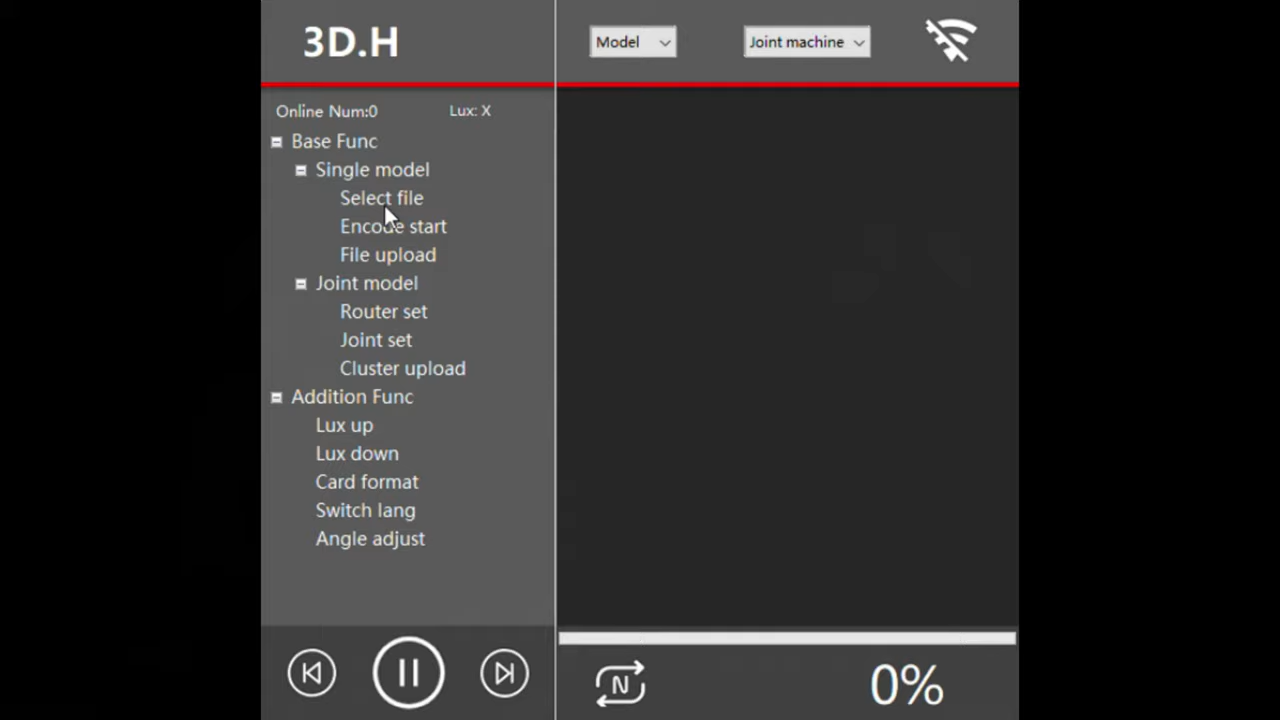 3D.H
Model
Joint machine
Online Num:0
Lux: X
Base Func
Single model
Select file
Encode start
File upload
Joint model
Router set
Joint set
Cluster upload
Addition Func
Lux up
Lux down
Card format
Switch lang
Angle adjust
N
0%